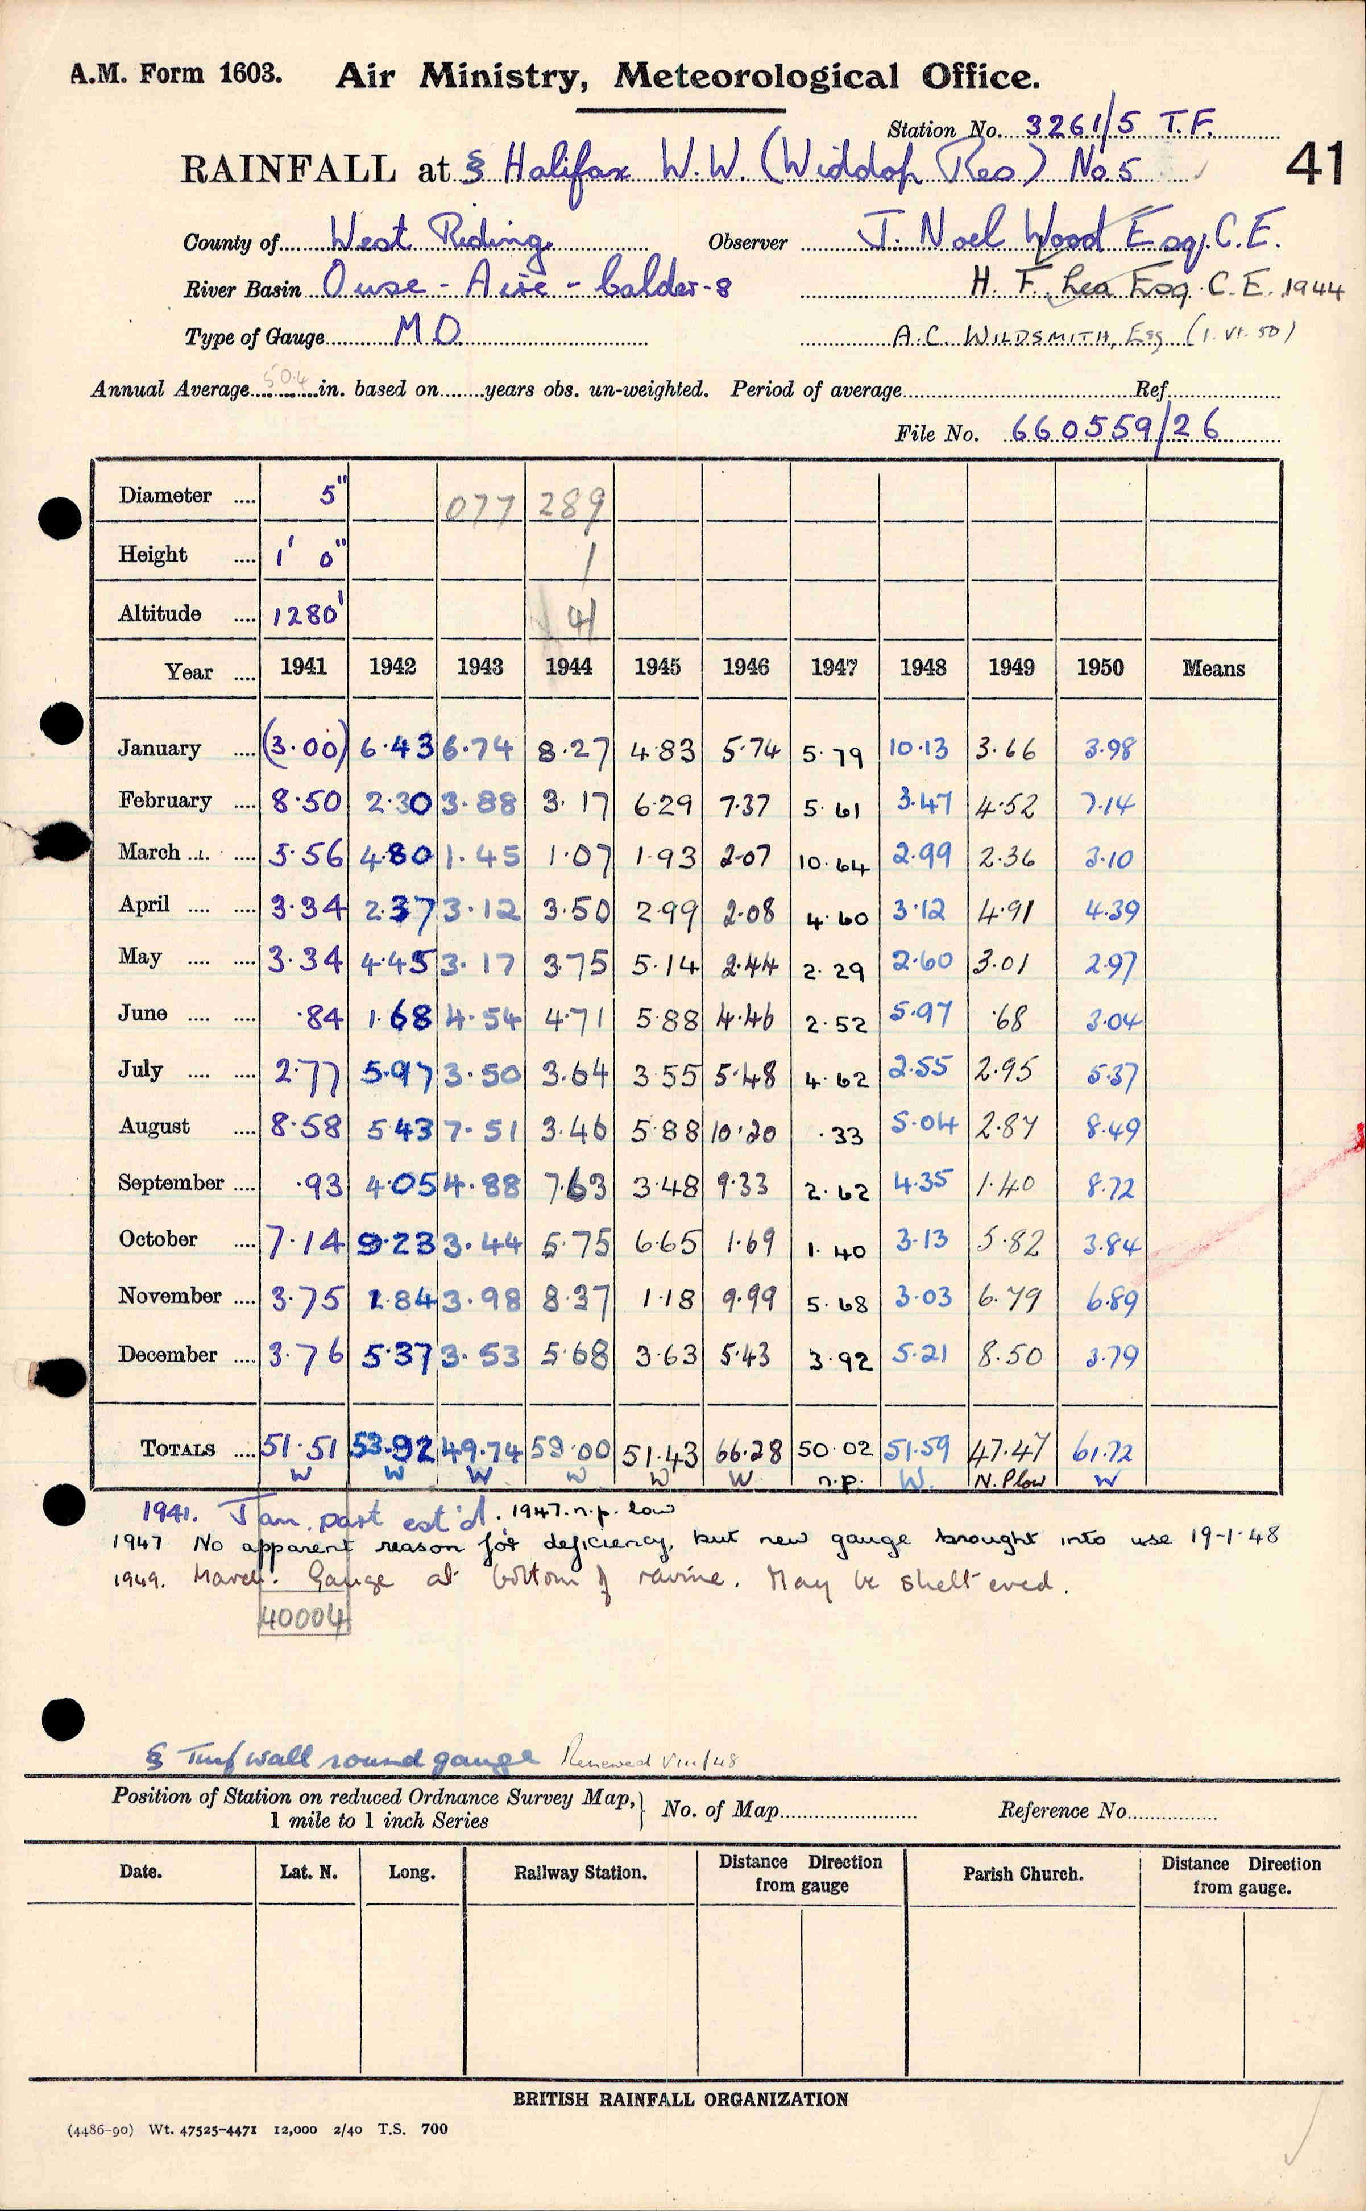 A.M. Form 1603. Air Ministry, Meteorological Office.
Station No. 3261/5 T.F.
RAINFALL at § Halifax W.W. (Widdop Res) No.5
41
County of West Riding Observer J. Noel Wood Esq. C.E.
River Basin Ouse - Aire - Calder-8 H. F. Lea Esq. C.E. 1944
Type of Gauge MO A.C. WILDSMITH, Esq (1.VI.50)
Annual Average 50.4 in. based on years obs. un-weighted. Period of average Ref
File No. 660559/26
Diameter 5" 077 289
Height 1' 0" 1
Altitude 1280' 41
Year 1941 1942 1943 1944 1945 1946 1947 1948 1949 1950 Means
January (3.00) 6.43 6.74 8.27 4.83 5.74 5.79 10.13 3.66 3.98
February 8.50 2.30 3.88 3.17 6.29 7.37 5.61 3.47 4.52 7.14
March 5.56 4.80 1.45 1.07 1.93 2.07 10.64 2.99 2.36 3.10
April 3.34 2.37 3.12 3.50 2.99 2.08 4.60 3.12 4.91 4.39
May 3.34 4.45 3.17 3.75 5.14 2.44 2.29 2.60 3.01 2.97
June .84 1.68 4.54 4.71 5.88 4.46 2.52 5.97 .68 3.04
July 2.77 5.97 3.50 3.64 3.55 5.48 4.62 2.55 2.95 5.37
August 8.58 5.43 7.51 3.46 5.88 10.20 .33 5.04 2.87 8.49
September .93 4.05 4.88 7.63 3.48 9.33 2.62 4.35 1.40 8.72
October 7.14 9.23 3.44 5.75 6.65 1.69 1.40 3.13 5.82 3.84
November 3.75 1.84 3.98 8.37 1.18 9.99 5.68 3.03 6.79 6.89
December 3.76 5.37 3.53 5.68 3.63 5.43 3.92 5.21 8.50 3.79
TOTALS 51.51 53.92 49.74 59.00 51.43 66.28 50.02 51.59 47.47 61.72
W W W W W W n.p. W. N.P low W
1941. Jan. part est'd. 1947. n.p. low
1947 No apparent reason for deficiency, but new gauge brought into use 19-1-48
1949. March. Gauge at bottom of ravine. May be sheltered.
40004
§ Turf wall round gauge Renewed VIII/48
Position of Station on reduced Ordnance Survey Map, 1 mile to 1 inch Series } No. of Map Reference No.
Date. Lat. N. Long. Railway Station. Distance Direction from gauge Parish Church. Distance Direction from gauge.
BRITISH RAINFALL ORGANIZATION
(4486-90) Wt. 47525-4471 12,000 2/40 T.S. 700